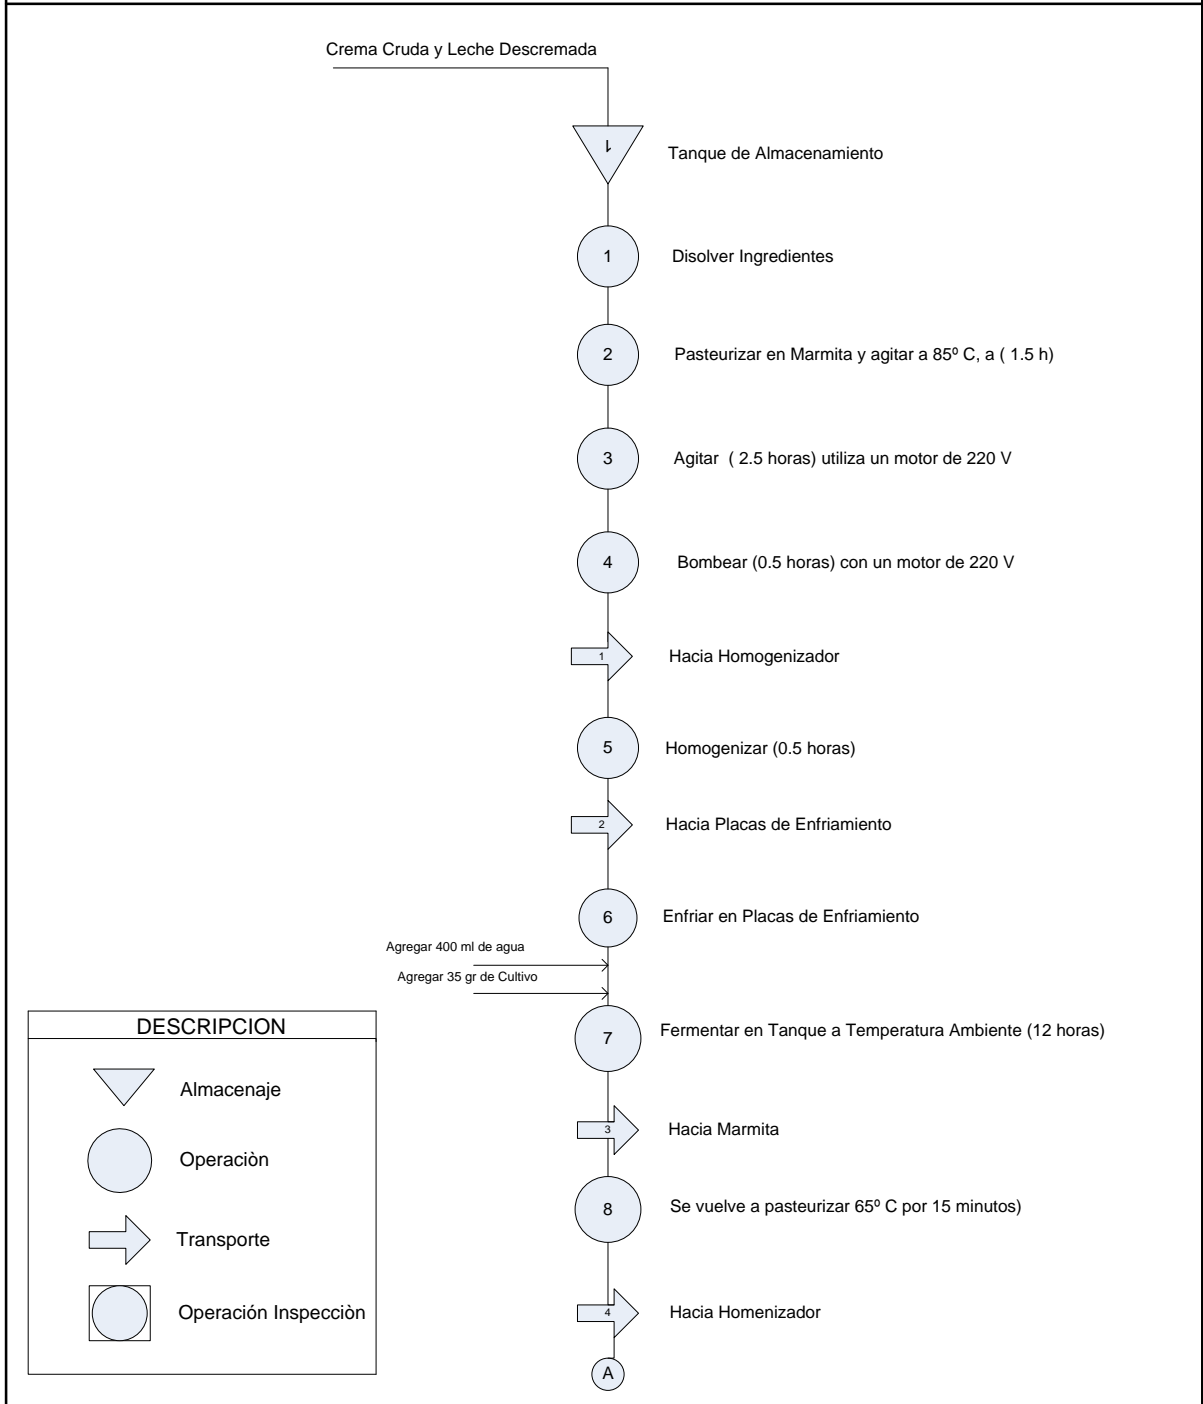 Crema Cruda y Leche Descremada
1
Tanque de Almacenamiento
1
Disolver Ingredientes
2
Pasteurizar en Marmita y agitar a 85º C, a ( 1.5 h)
3
Agitar  ( 2.5 horas) utiliza un motor de 220 V
4
Bombear (0.5 horas) con un motor de 220 V
1
Hacia Homogenizador
5
Homogenizar (0.5 horas)
2
Hacia Placas de Enfriamiento
6
Enfriar en Placas de Enfriamiento
Agregar 400 ml de agua
Agregar 35 gr de Cultivo
7
Fermentar en Tanque a Temperatura Ambiente (12 horas)
3
Hacia Marmita
8
Se vuelve a pasteurizar 65º C por 15 minutos)
4
Hacia Homenizador
A
DESCRIPCION
Almacenaje
Operaciòn
Transporte
Operación Inspecciòn